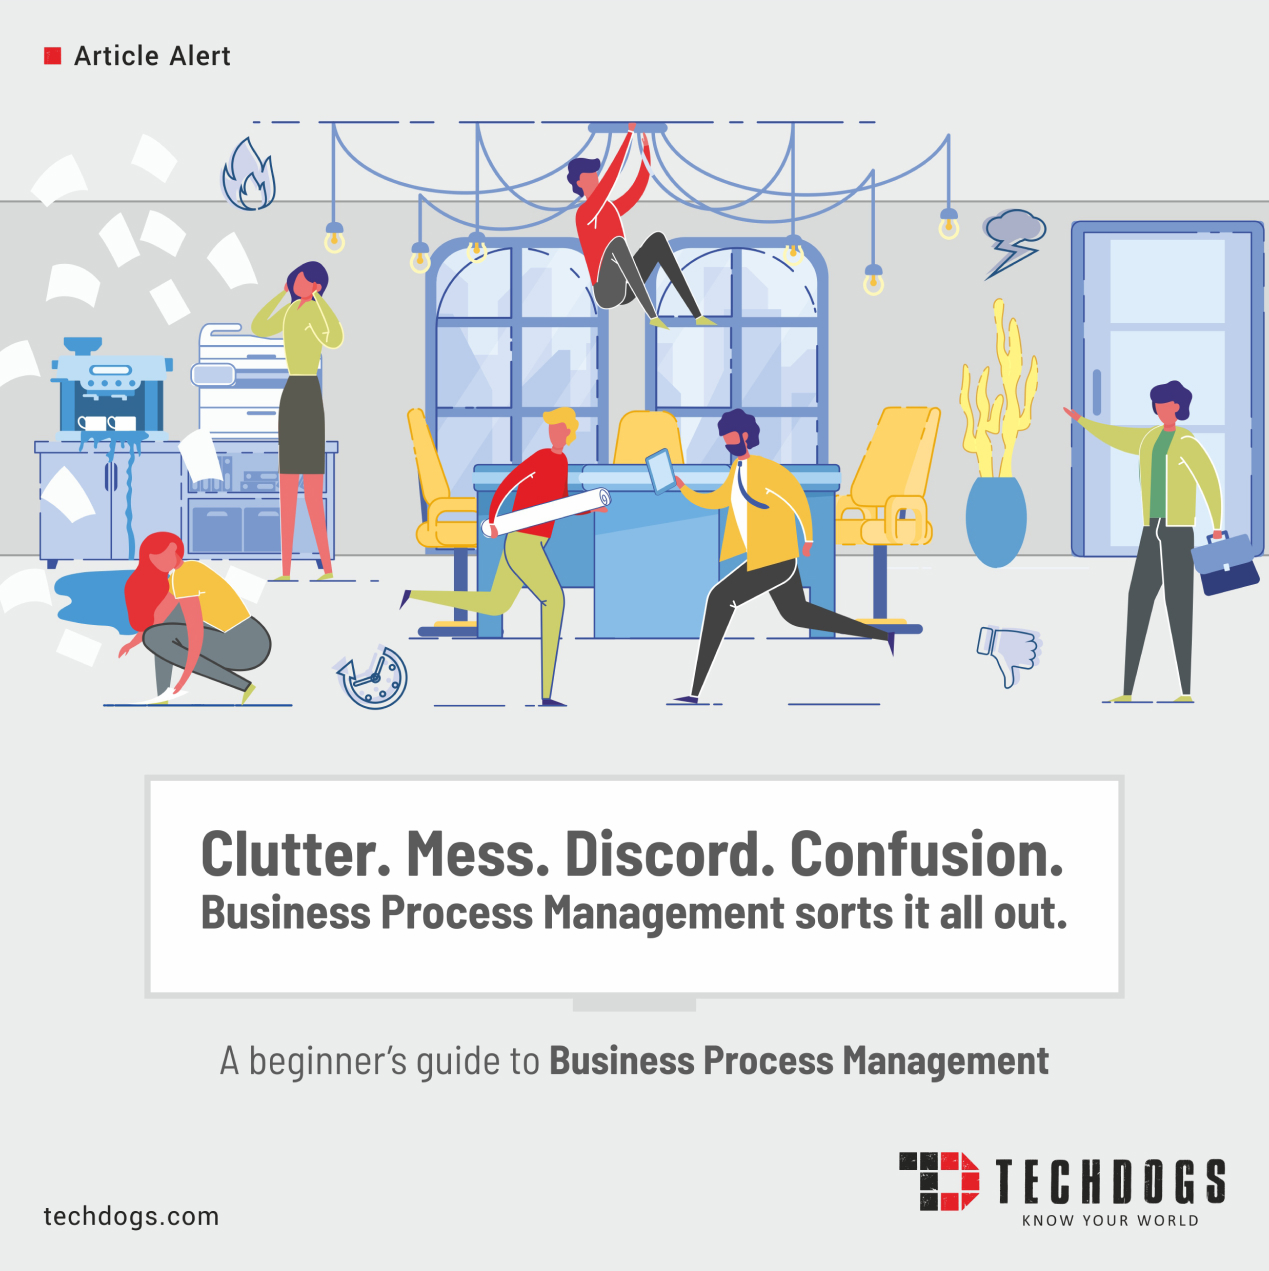 Article Alert
Clutter. Mess. Discord. Confusion.
Business Process Management sorts it all out.
A beginner's guide to Business Process Management
TECHDOGS
KNOW YOUR WORLD
techdogs.com